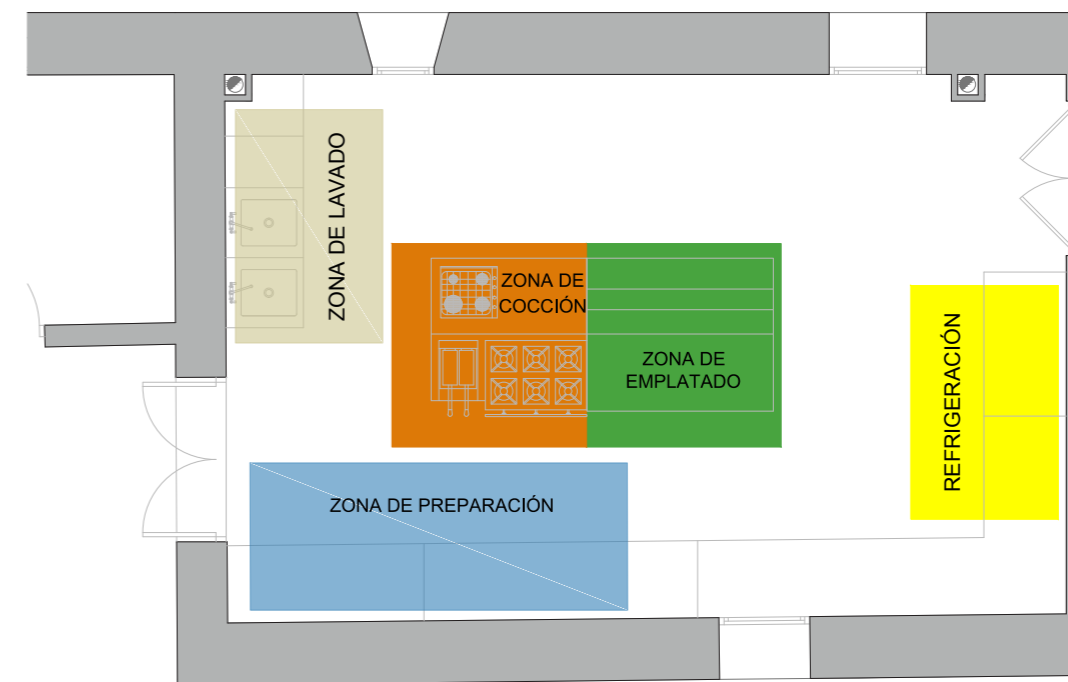 ZONA DE LAVADO
ZONA DE
COCCIÓN
ZONA DE
EMPLATADO
REFRIGERACIÓN
ZONA DE PREPARACIÓN